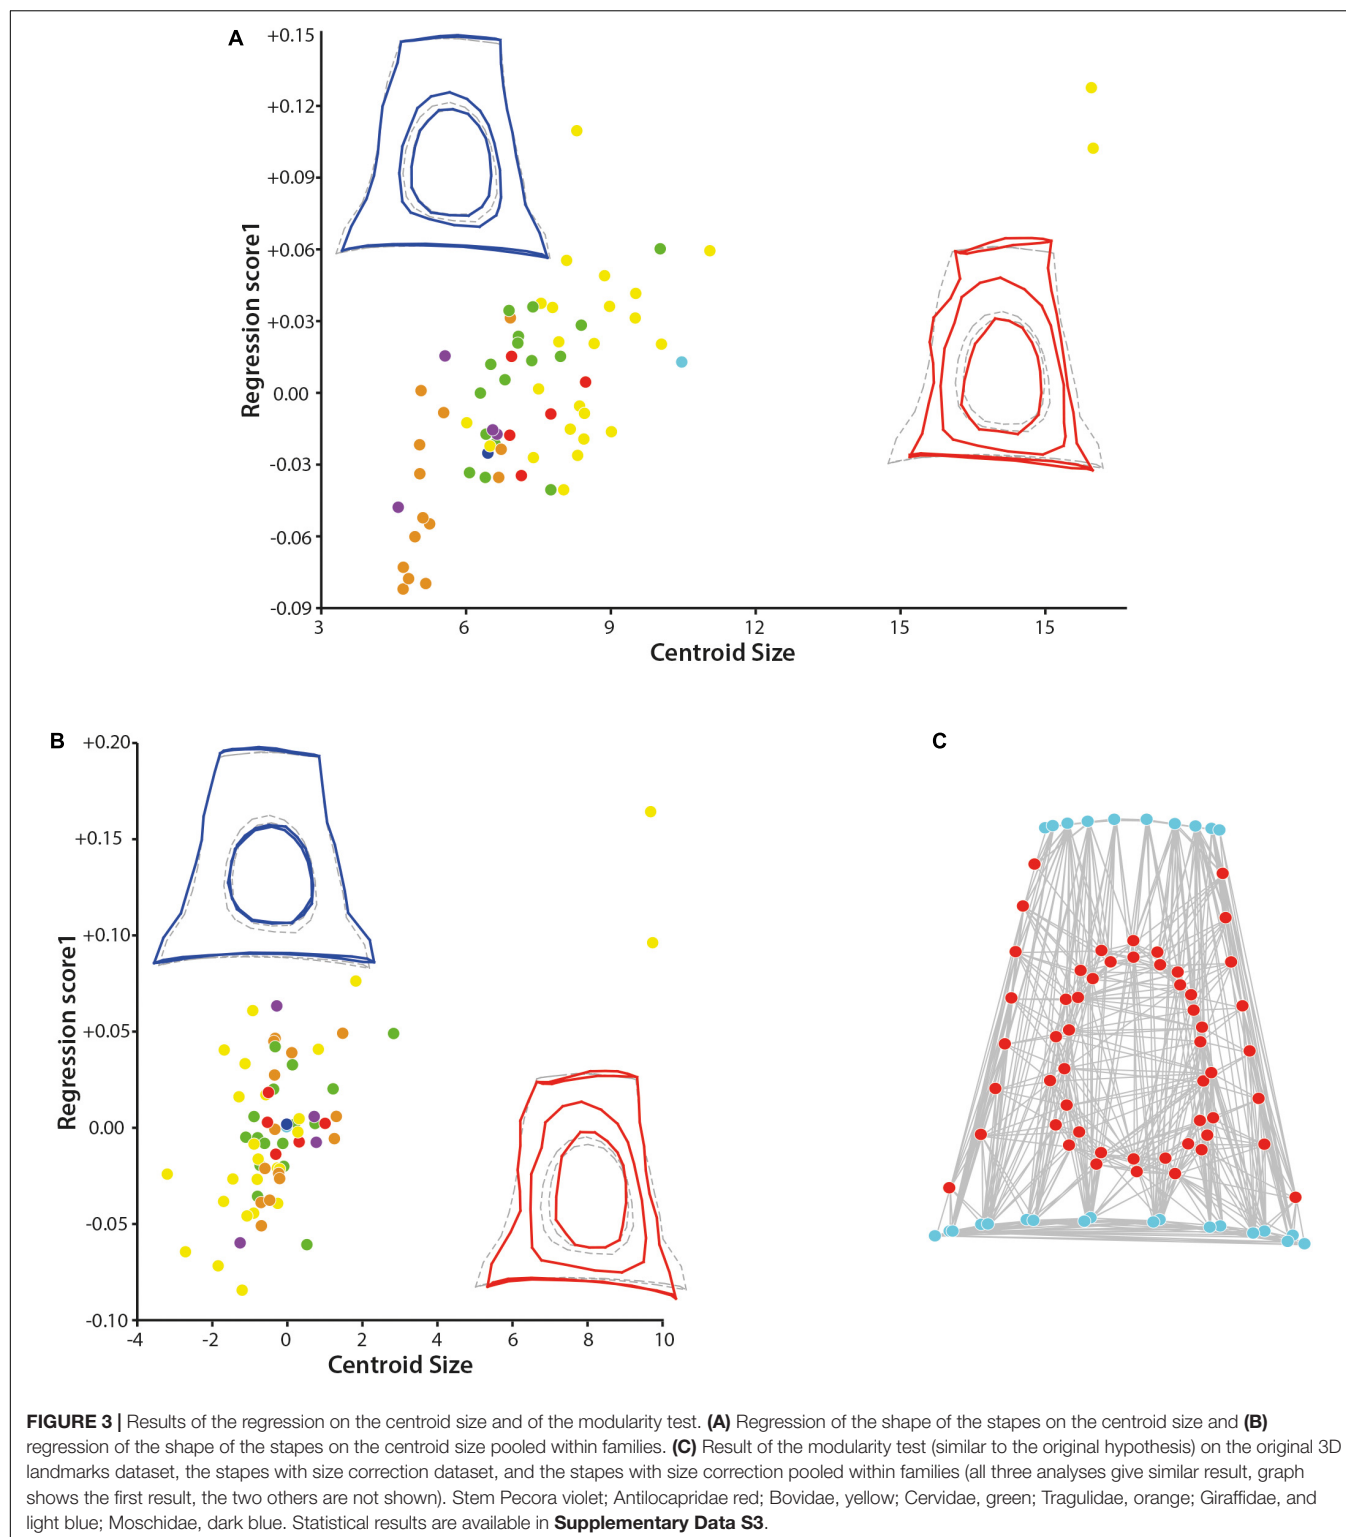 A
+0.15
+0.12
+0.09
+0.06
+0.03
0.00
-0.03
-0.06
-0.09
Regression score1
3 6 9 12 15 15
Centroid Size
B
+0.20
+0.15
+0.10
+0.05
0.00
-0.05
-0.10
Regression score1
-4 -2 0 2 4 6 8 10
Centroid Size
C
FIGURE 3 | Results of the regression on the centroid size and of the modularity test. (A) Regression of the shape of the stapes on the centroid size and (B)
regression of the shape of the stapes on the centroid size pooled within families. (C) Result of the modularity test (similar to the original hypothesis) on the original 3D
landmarks dataset, the stapes with size correction dataset, and the stapes with size correction pooled within families (all three analyses give similar result, graph
shows the first result, the two others are not shown). Stem Pecora violet; Antilocapridae red; Bovidae, yellow; Cervidae, green; Tragulidae, orange; Giraffidae, and
light blue; Moschidae, dark blue. Statistical results are available in Supplementary Data S3.